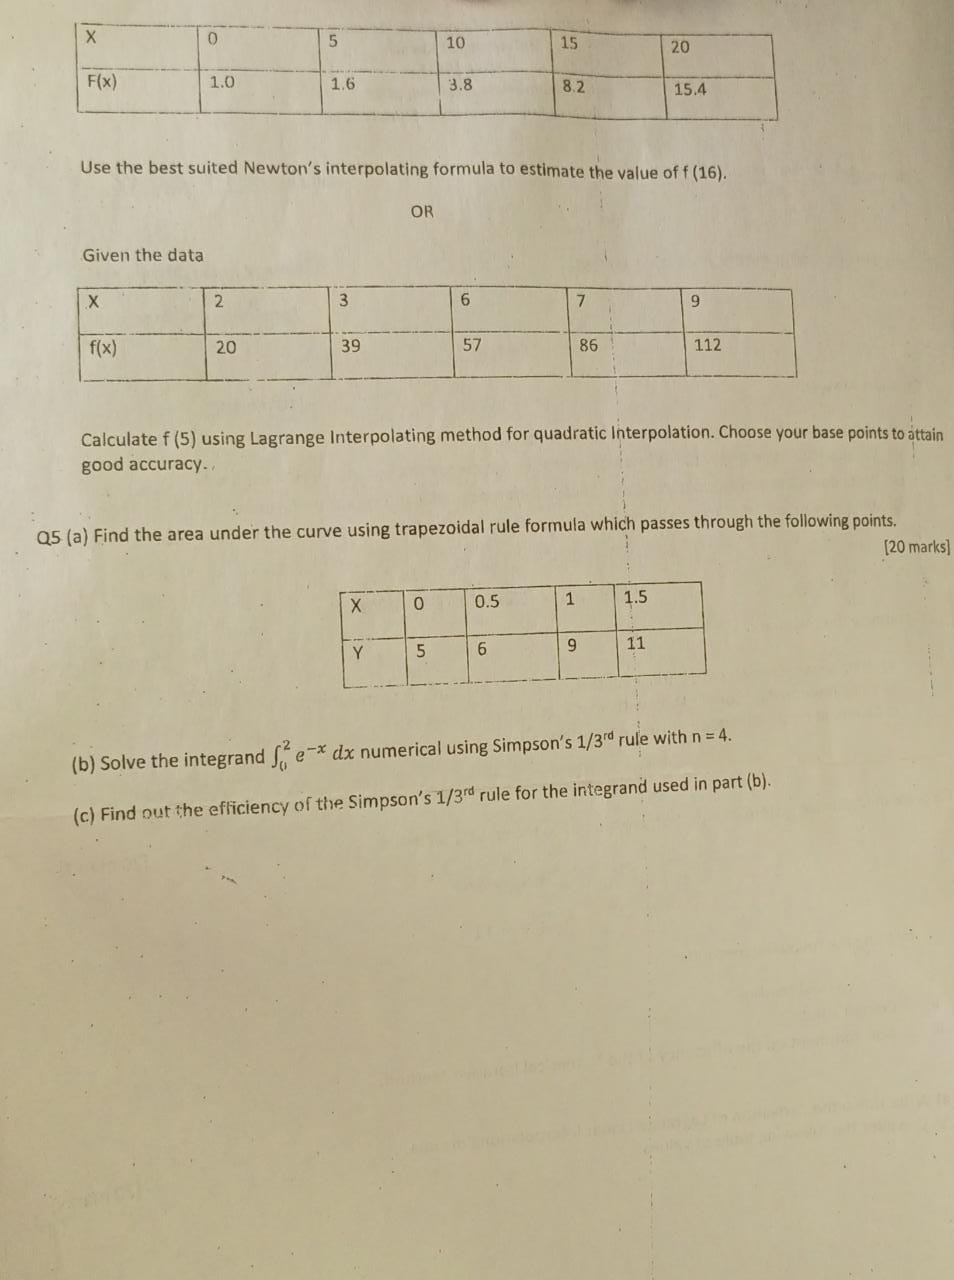 X 0 5 10 15 20
F(x) 1.0 1.6 3.8 8.2 15.4
Use the best suited Newton's interpolating formula to estimate the value of f (16).
OR
Given the data
X 2 3 6 7 9
f(x) 20 39 57 86 112
Calculate f (5) using Lagrange Interpolating method for quadratic Interpolation. Choose your base points to attain
good accuracy.
Q5 (a) Find the area under the curve using trapezoidal rule formula which passes through the following points.
[20 marks]
X 0 0.5 1 1.5
Y 5 6 9 11
(b) Solve the integrand ∫₀² e⁻ˣ dx numerical using Simpson's 1/3rd rule with n = 4.
(c) Find out the efficiency of the Simpson's 1/3rd rule for the integrand used in part (b).